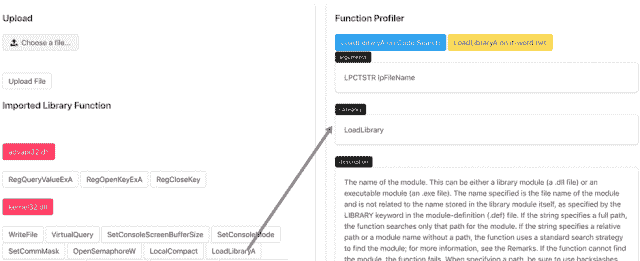 Upload
Choose a file...
Upload File
Imported Library Function
advapi32.dll
RegQueryValueExA RegOpenKeyExA RegCloseKey
kernel32.dll
WriteFile VirtualQuery SetConsoleScreenBufferSize SetConsoleMode
SetCommMask OpenSemaphoreW LocalCompact LoadLibraryA
Function Profiler
LoadLibraryA on Code Search LoadLibraryA on
Arguments
LPCTSTR lpFileName
Category
LoadLibrary
Description
The name of the module. This can be either a library module (a .dll file) or an
executable module (an .exe file). The name specified is the file name of the module
and is not related to the name stored in the library module itself, as specified by the
LIBRARY keyword in the module-definition (.def) file. If the string specifies a full path,
the function searches only that path for the module. If the string specifies a relative
path or a module name without a path, the function uses a standard search strategy
to find the module; for more information, see the Remarks. If the function cannot find
the module, the function fails. When specifying a path, be sure to use backslashes